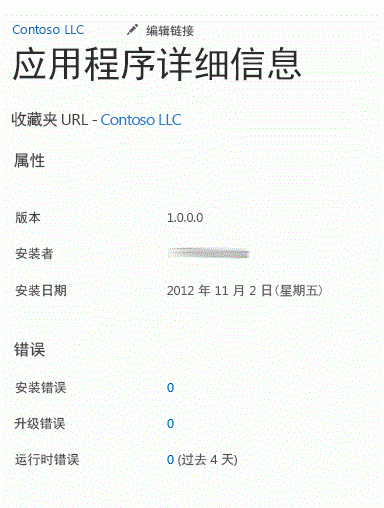 Contoso LLC 编辑链接
应用程序详细信息
收藏夹 URL - Contoso LLC
属性
版本 1.0.0.0
安装者
安装日期 2012 年 11 月 2 日(星期五)
错误
安装错误 0
升级错误 0
运行时错误 0 (过去 4 天)